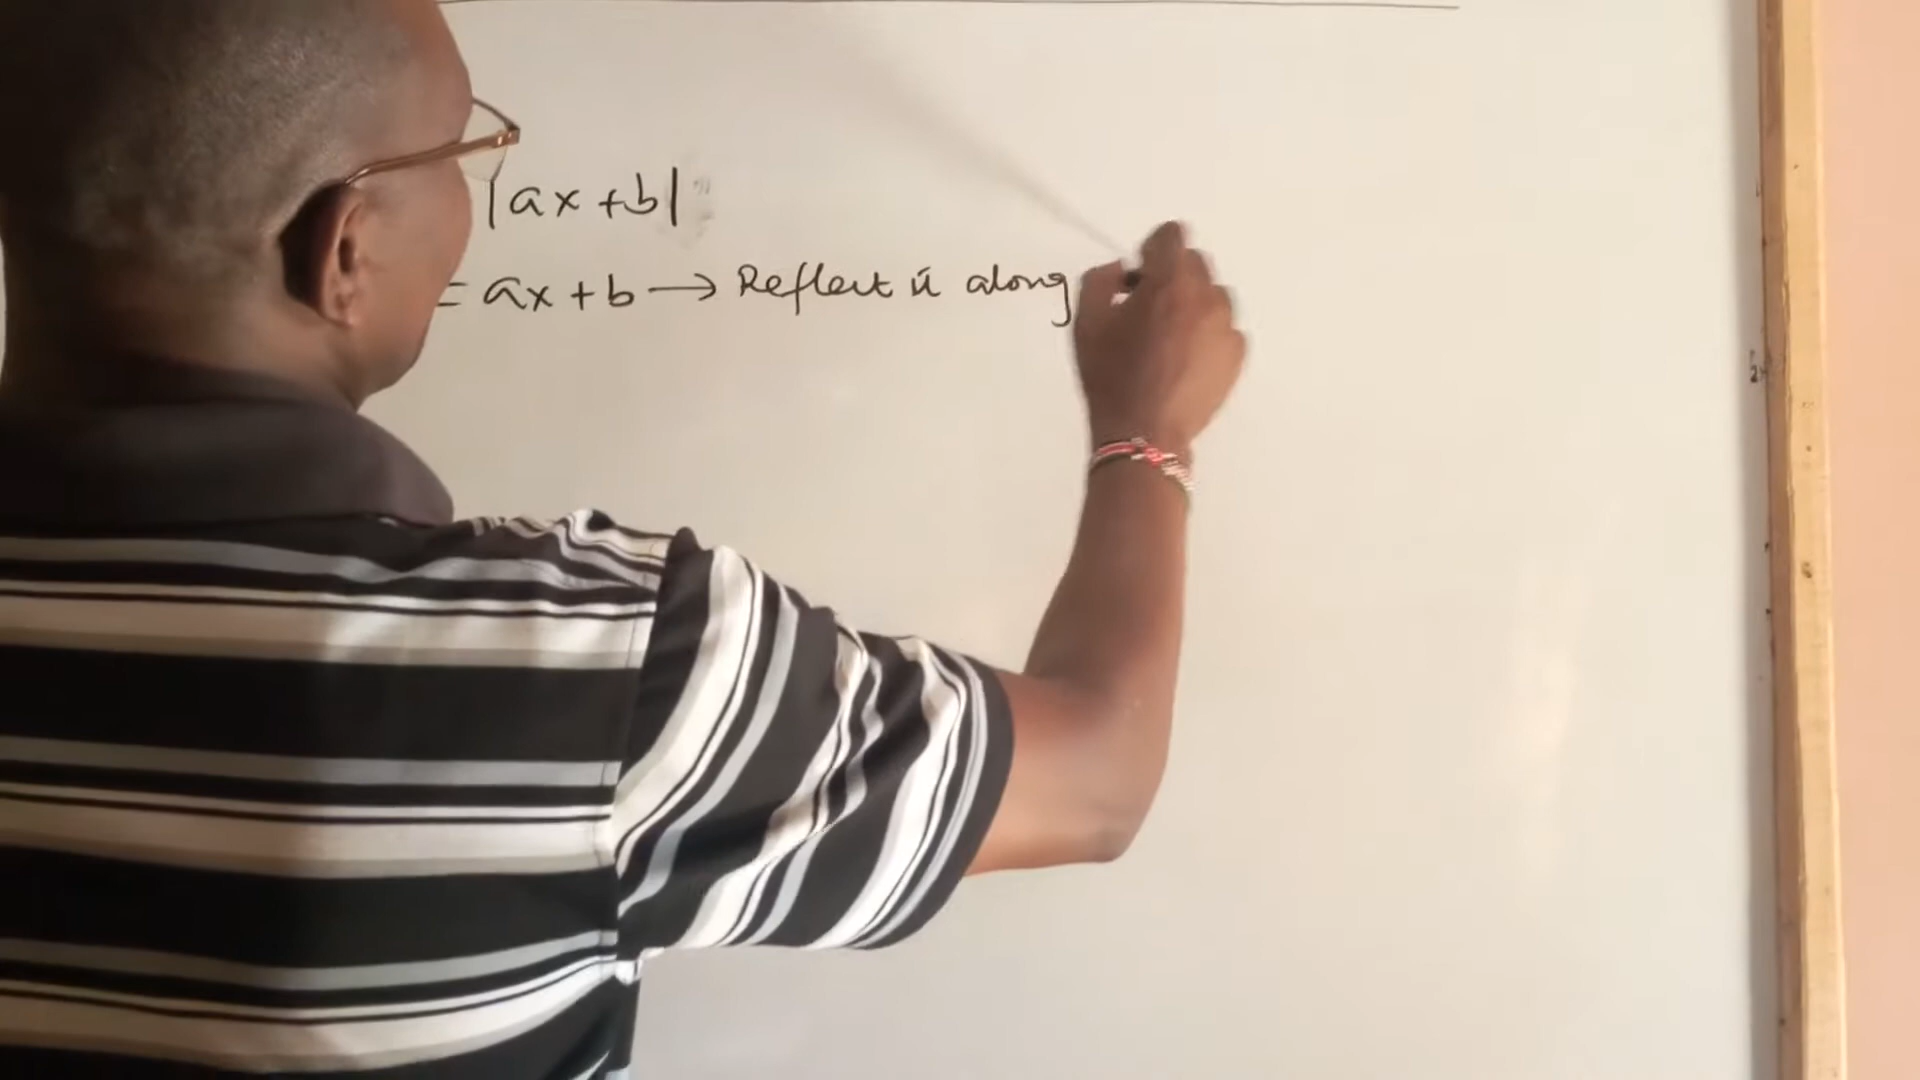 |ax+b|
= ax+b → Reflect it along